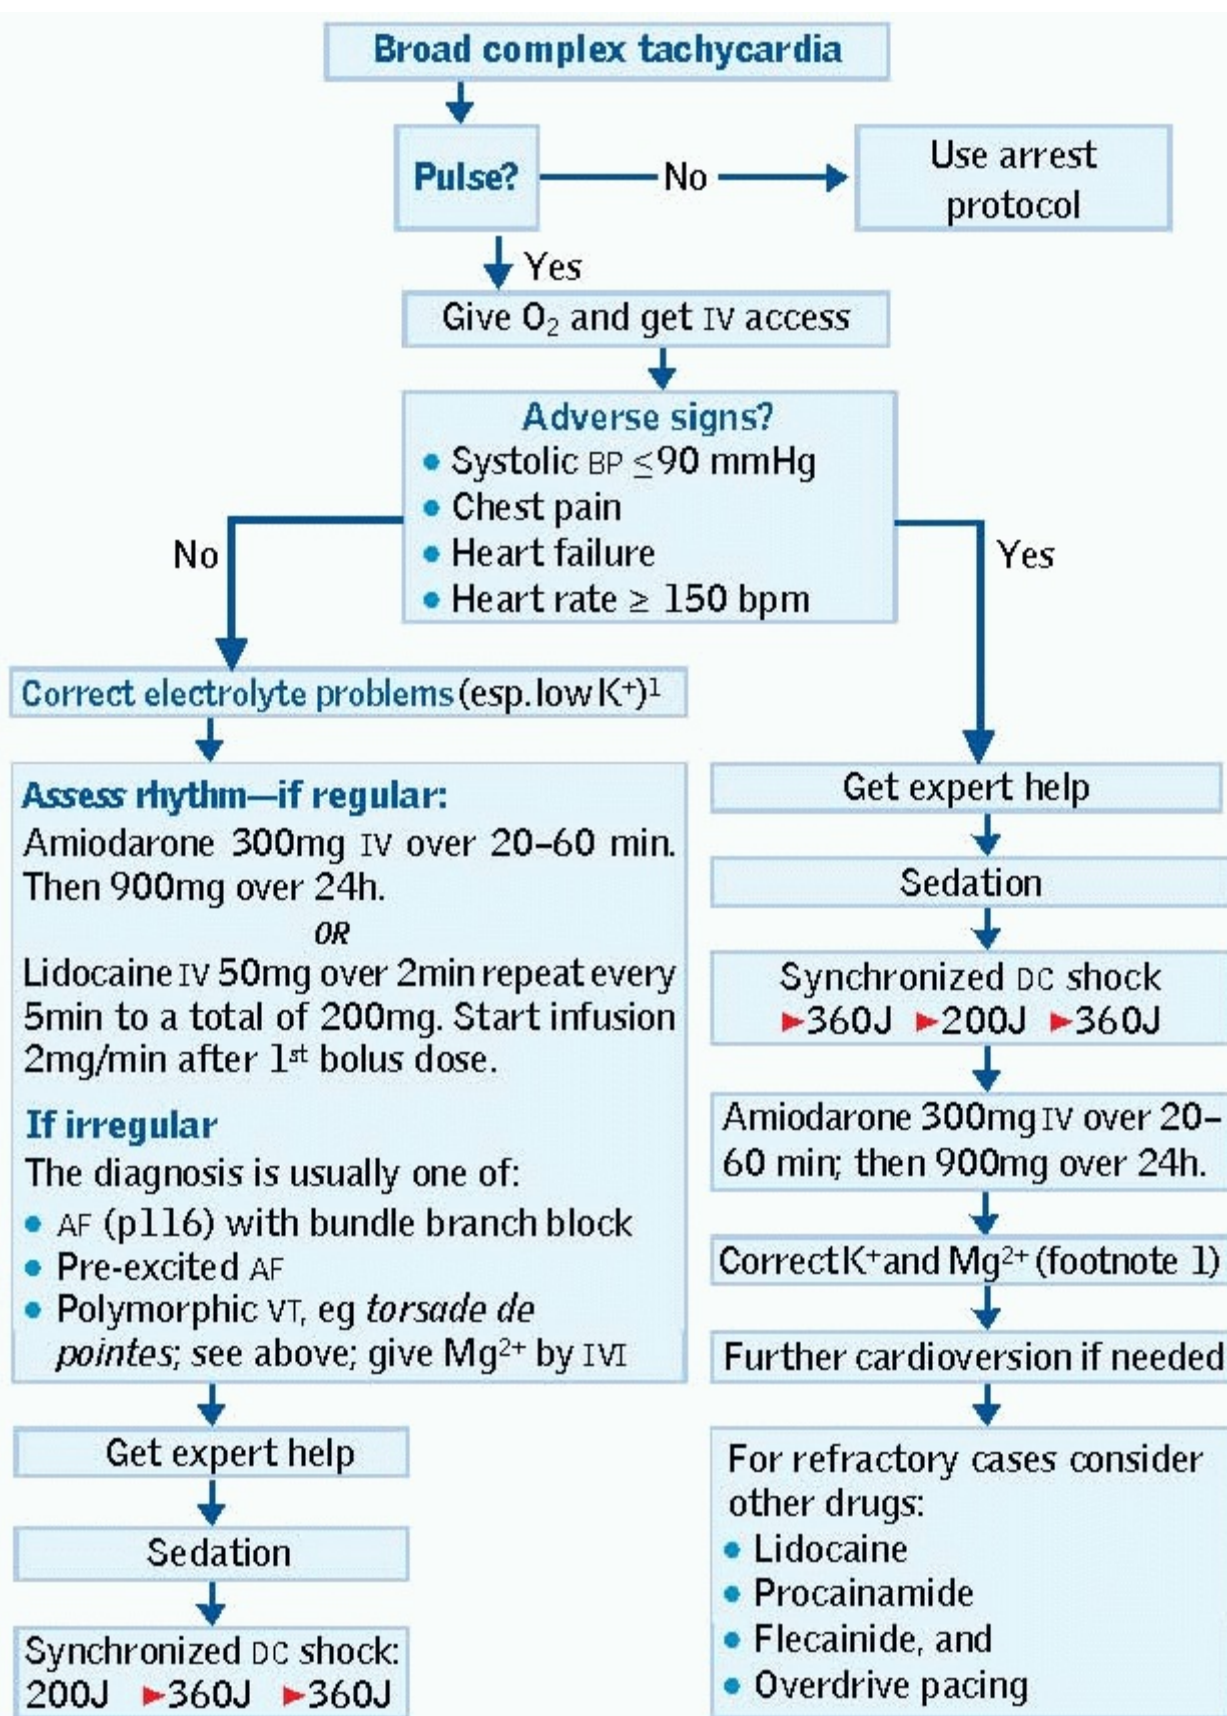 Broad complex tachycardia
Pulse?
No
Use arrest
protocol
Yes
Give O₂ and get IV access
Adverse signs?
• Systolic BP ≤90 mmHg
• Chest pain
• Heart failure
• Heart rate ≥ 150 bpm
No
Yes
Correct electrolyte problems (esp. low K⁺)¹
Assess rhythm—if regular:
Amiodarone 300mg IV over 20–60 min.
Then 900mg over 24h.
OR
Lidocaine IV 50mg over 2min repeat every
5min to a total of 200mg. Start infusion
2mg/min after 1st bolus dose.
If irregular
The diagnosis is usually one of:
• AF (p116) with bundle branch block
• Pre-excited AF
• Polymorphic VT, eg torsade de
pointes; see above; give Mg²⁺ by IVI
Get expert help
Sedation
Synchronized DC shock:
200J ►360J ►360J
Get expert help
Sedation
Synchronized DC shock
►360J ►200J ►360J
Amiodarone 300mg IV over 20–
60 min; then 900mg over 24h.
Correct K⁺ and Mg²⁺ (footnote 1)
Further cardioversion if needed
For refractory cases consider
other drugs:
• Lidocaine
• Procainamide
• Flecainide, and
• Overdrive pacing